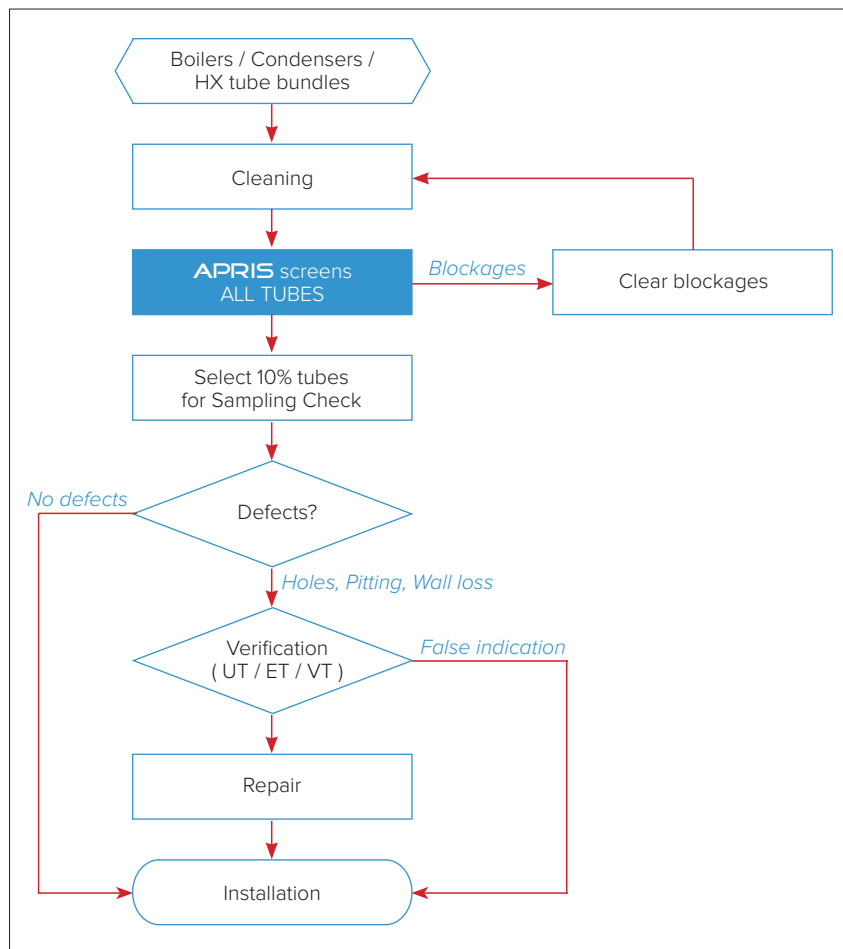 Boilers / Condensers /
HX tube bundles
Cleaning
APRIS screens
ALL TUBES
Blockages
Clear blockages
Select 10% tubes
for Sampling Check
No defects
Defects?
Holes, Pitting, Wall loss
Verification
( UT / ET / VT )
False indication
Repair
Installation